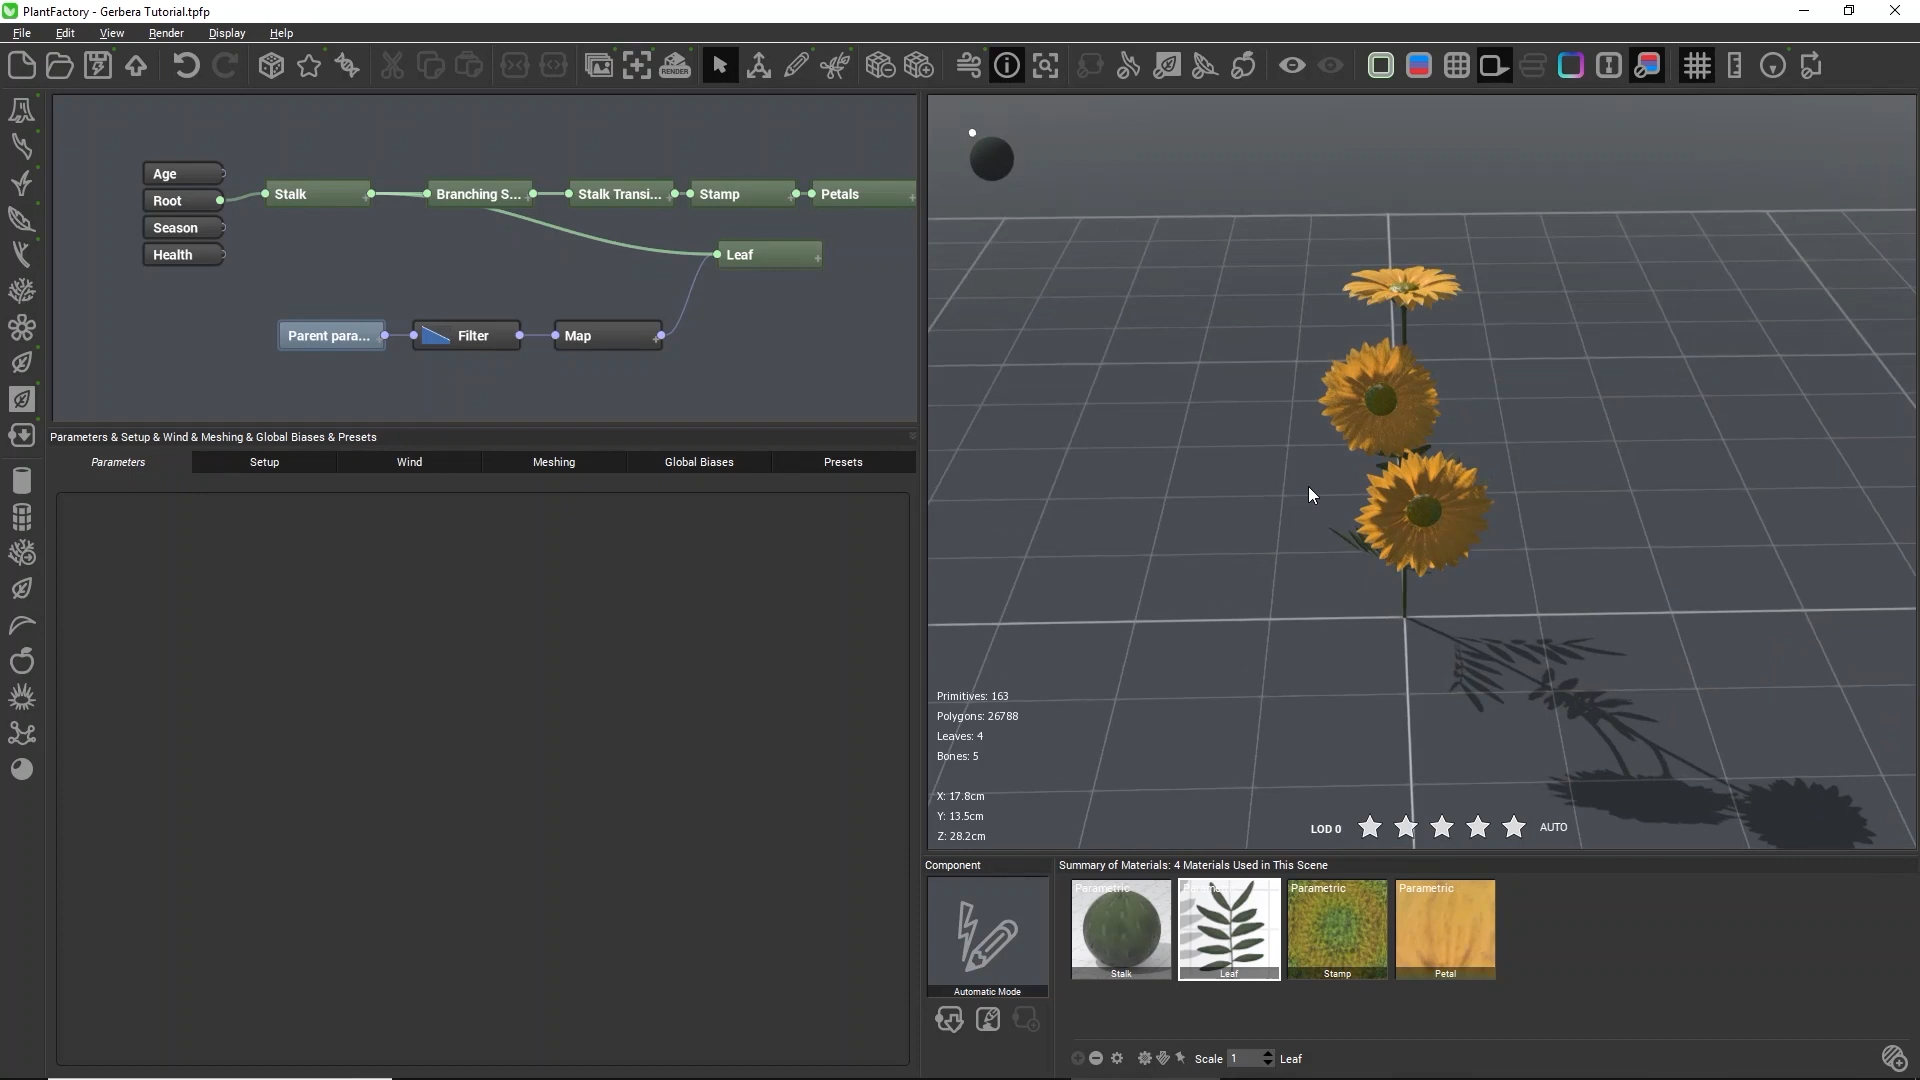 PlantFactory - Gerbera Tutorial.tpfp
File Edit View Render Display Help
RENDER
Age
Root
Season
Health
Stalk
Branching S...
Stalk Transi...
Stamp
Petals
Leaf
Parent para...
Filter
Map
Parameters & Setup & Wind & Meshing & Global Biases & Presets
Parameters Setup Wind Meshing Global Biases Presets
Primitives: 163
Polygons: 26788
Leaves: 4
Bones: 5
X: 17.8cm
Y: 13.5cm
Z: 28.2cm
LOD 0
AUTO
Component
Automatic Mode
Summary of Materials: 4 Materials Used in This Scene
Parametric
Stalk
Leaf
Parametric
Stamp
Parametric
Petal
Scale 1 Leaf